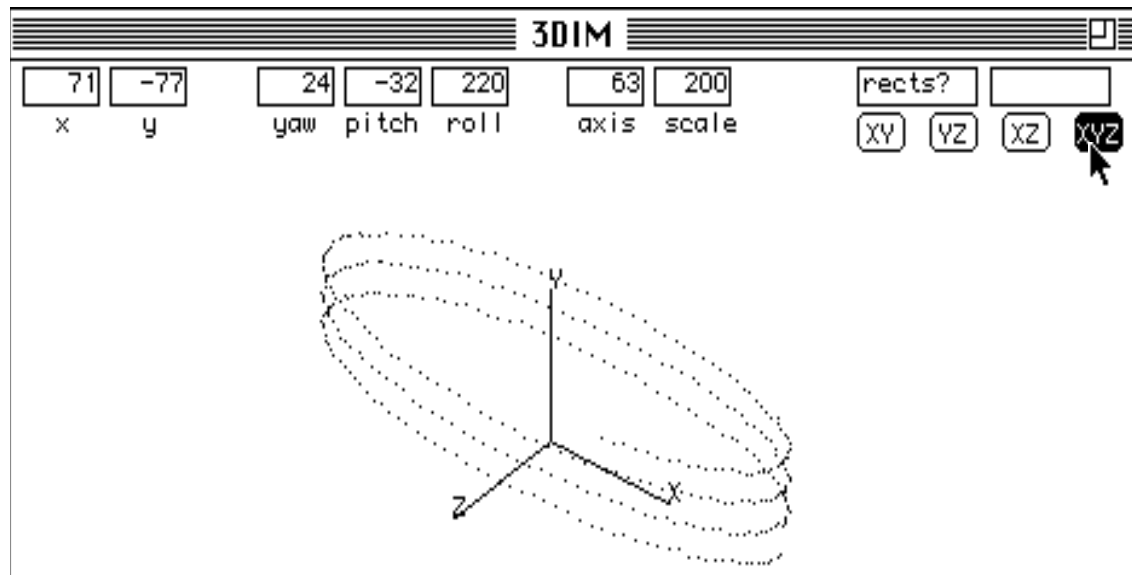 3DIM
71 -77 24 -32 220 63 200 rects?
x y yaw pitch roll axis scale
XY YZ XZ XYZ
Y
X
Z